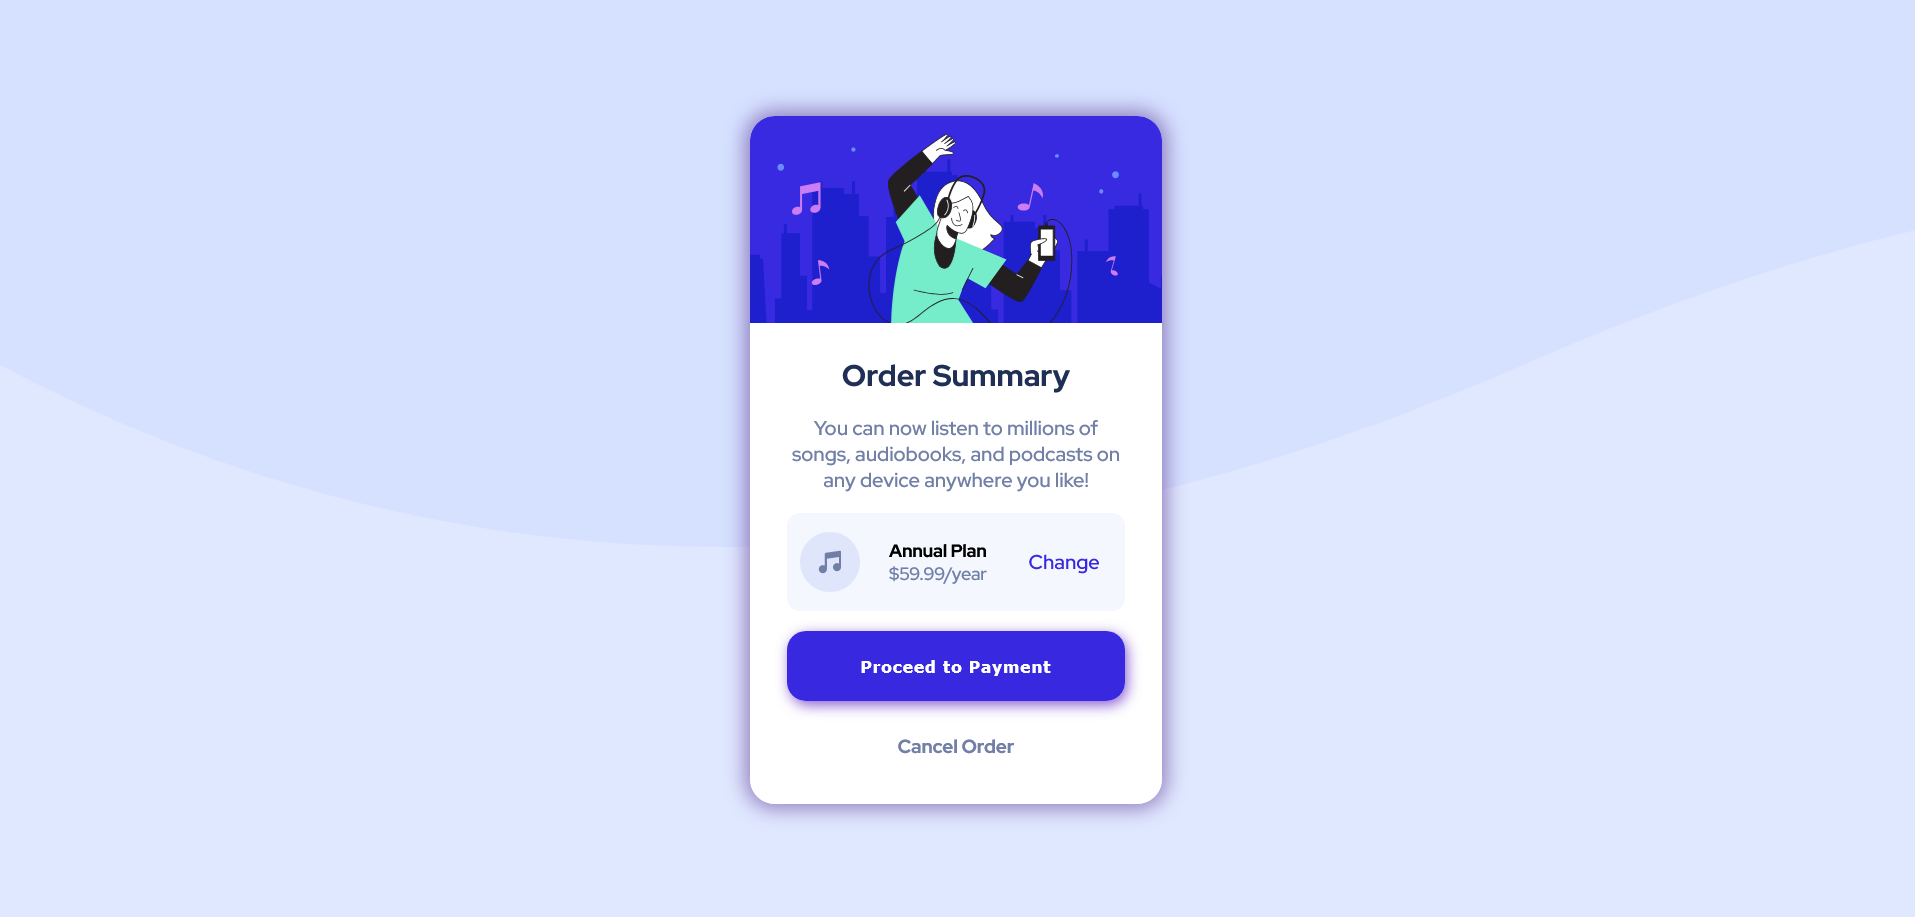 Order Summary
You can now listen to millions of
songs, audiobooks, and podcasts on
any device anywhere you like!
Annual Plan
$59.99/year
Change
Proceed to Payment
Cancel Order